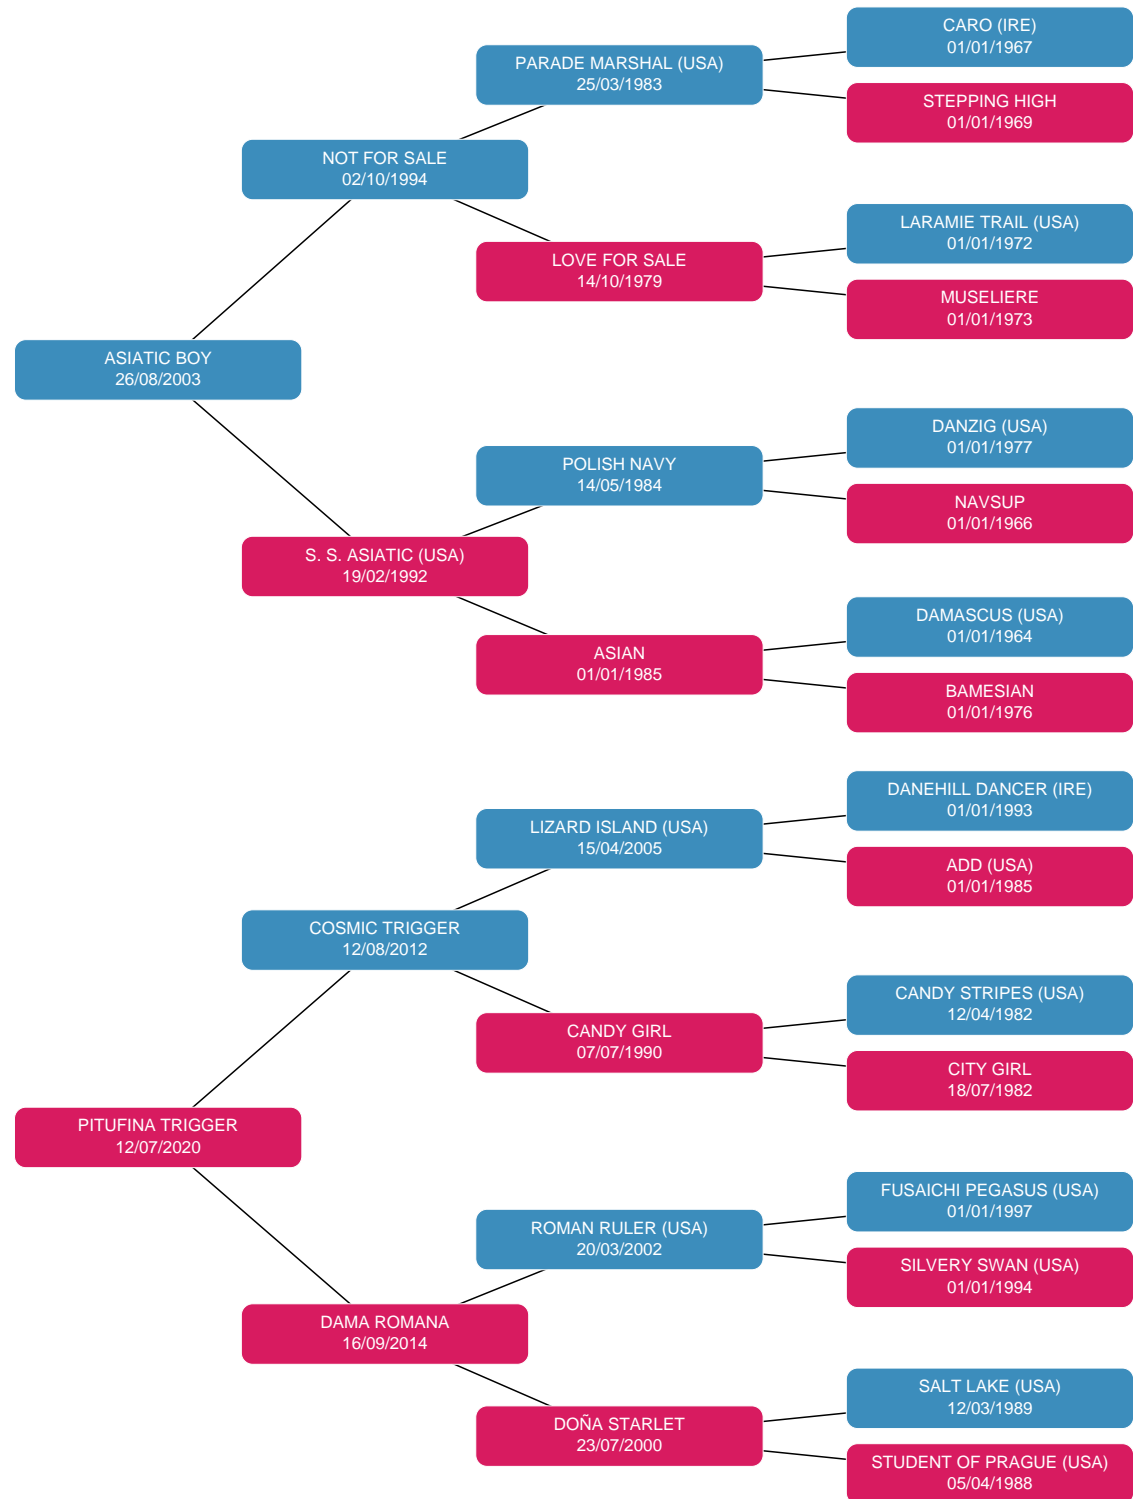 CARO (IRE)
01/01/1967
PARADE MARSHAL (USA)
25/03/1983
STEPPING HIGH
01/01/1969
NOT FOR SALE
02/10/1994
LARAMIE TRAIL (USA)
01/01/1972
LOVE FOR SALE
14/10/1979
MUSELIERE
01/01/1973
ASIATIC BOY
26/08/2003
DANZIG (USA)
01/01/1977
POLISH NAVY
14/05/1984
NAVSUP
01/01/1966
S. S. ASIATIC (USA)
19/02/1992
DAMASCUS (USA)
01/01/1964
ASIAN
01/01/1985
BAMESIAN
01/01/1976
DANEHILL DANCER (IRE)
01/01/1993
LIZARD ISLAND (USA)
15/04/2005
ADD (USA)
01/01/1985
COSMIC TRIGGER
12/08/2012
CANDY STRIPES (USA)
12/04/1982
CANDY GIRL
07/07/1990
CITY GIRL
18/07/1982
PITUFINA TRIGGER
12/07/2020
FUSAICHI PEGASUS (USA)
01/01/1997
ROMAN RULER (USA)
20/03/2002
SILVERY SWAN (USA)
01/01/1994
DAMA ROMANA
16/09/2014
SALT LAKE (USA)
12/03/1989
DOÑA STARLET
23/07/2000
STUDENT OF PRAGUE (USA)
05/04/1988